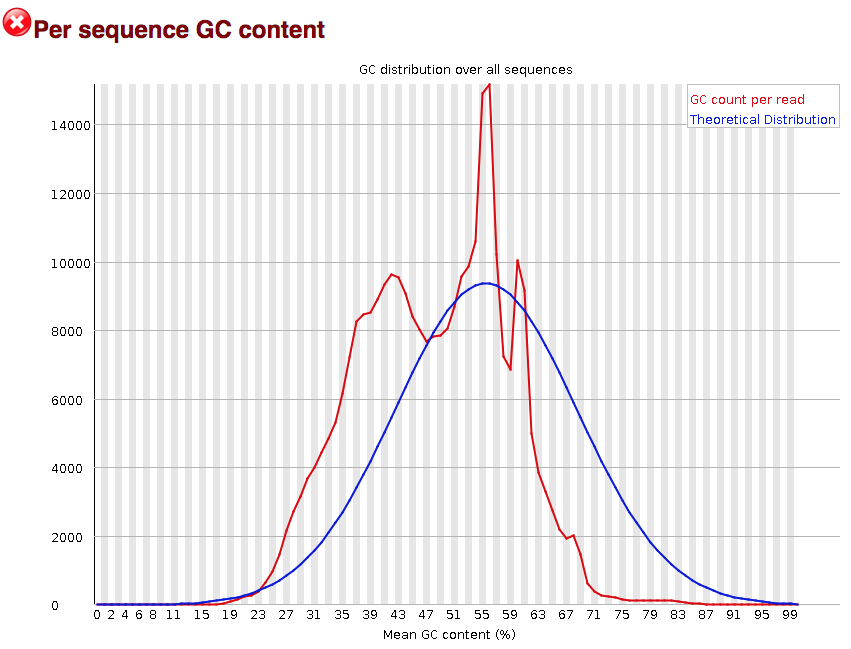 Per sequence GC content
GC distribution over all sequences
GC count per read
Theoretical Distribution
14000
12000
10000
8000
6000
4000
2000
0
0 2 4 6 8 11 15 19 23 27 31 35 39 43 47 51 55 59 63 67 71 75 79 83 87 91 95 99
Mean GC content (%)